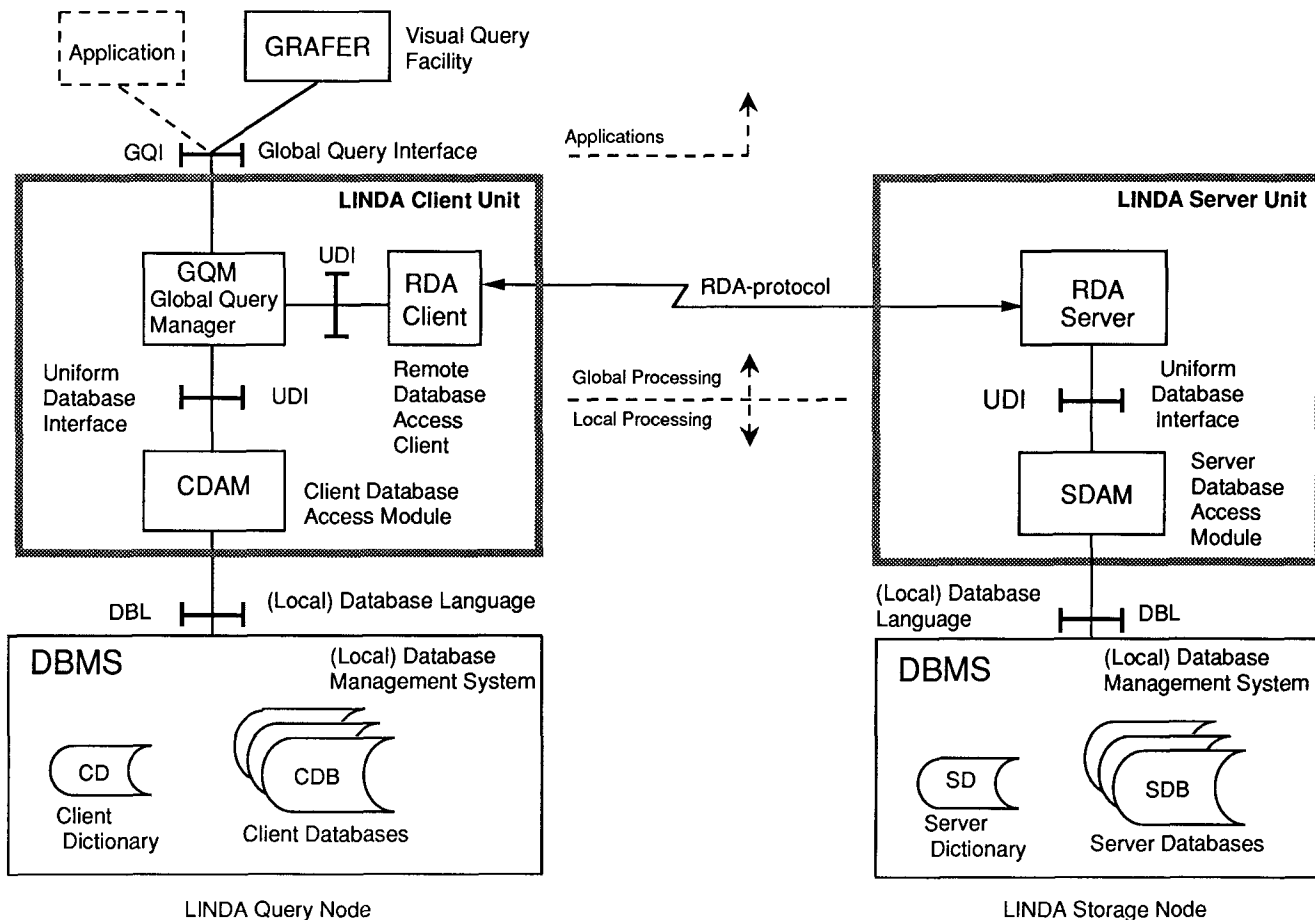 Application
GRAFER
Visual Query
Facility
Applications
GQI
Global Query Interface
LINDA Client Unit
LINDA Server Unit
UDI
GQM
Global Query
Manager
RDA
Client
RDA-protocol
RDA
Server
Uniform
Database
Interface
UDI
Remote
Database
Access
Client
Global Processing
Local Processing
UDI
Uniform
Database
Interface
CDAM
Client Database
Access Module
SDAM
Server
Database
Access
Module
DBL
(Local) Database Language
(Local) Database
Language
DBL
DBMS
(Local) Database
Management System
DBMS
(Local) Database
Management System
CD
Client
Dictionary
CDB
Client Databases
SD
Server
Dictionary
SDB
Server Databases
LINDA Query Node
LINDA Storage Node